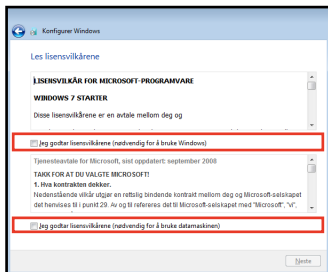 Konfigurer Windows
Les lisensvilkårene
LISENSVILKÅR FOR MICROSOFT-PROGRAMVARE
WINDOWS 7 STARTER
Disse lisensvilkårene er en avtale mellom deg og
Jeg godtar lisensvilkårene (nødvendig for å bruke Windows)
Tjenesteavtale for Microsoft, sist oppdatert: september 2008
TAKK FOR AT DU VALGTE MICROSOFT!
1. Hva kontrakten dekker.
Nedenstående vilkår utgjør en rettslig bindende kontrakt mellom deg og Microsoft-selskapet
det henvises til i punkt 29. Av og til refereres det til Microsoft-selskapet med "Microsoft", "vi",
Jeg godtar lisensvilkårene (nødvendig for å bruke datamaskinen)
Neste